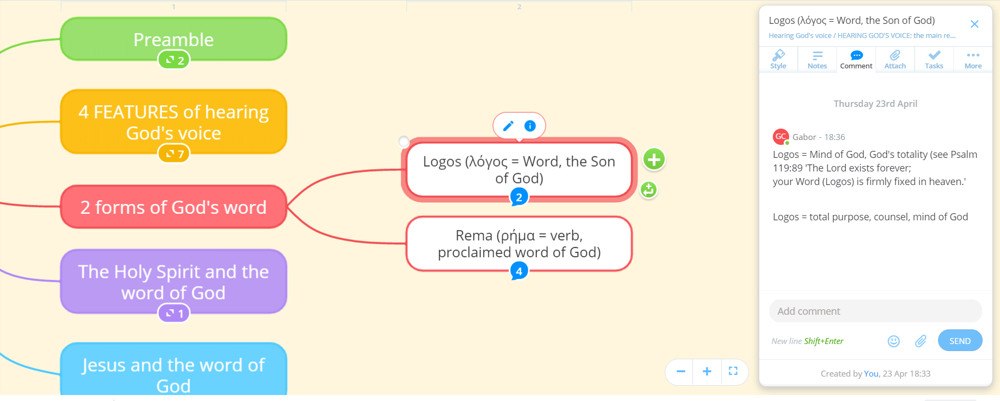 1
2
Preamble
2
4 FEATURES of hearing
God's voice
7
2 forms of God's word
The Holy Spirit and the
word of God
1
Jesus and the word of
God
Logos (λόγος = Word, the Son
of God)
2
Rema (ρήμα = verb,
proclaimed word of God)
4
Logos (λόγος = Word, the Son of God)
Hearing God's voice / HEARING GOD'S VOICE: the main re...
Style Notes Comment Attach Tasks More
Thursday 23rd April
GC Gabor - 18:36
Logos = Mind of God, God's totality (see Psalm
119:89 'The Lord exists forever;
your Word (Logos) is firmly fixed in heaven.'
Logos = total purpose, counsel, mind of God
Add comment
New line Shift+Enter
SEND
Created by You, 23 Apr 18:33